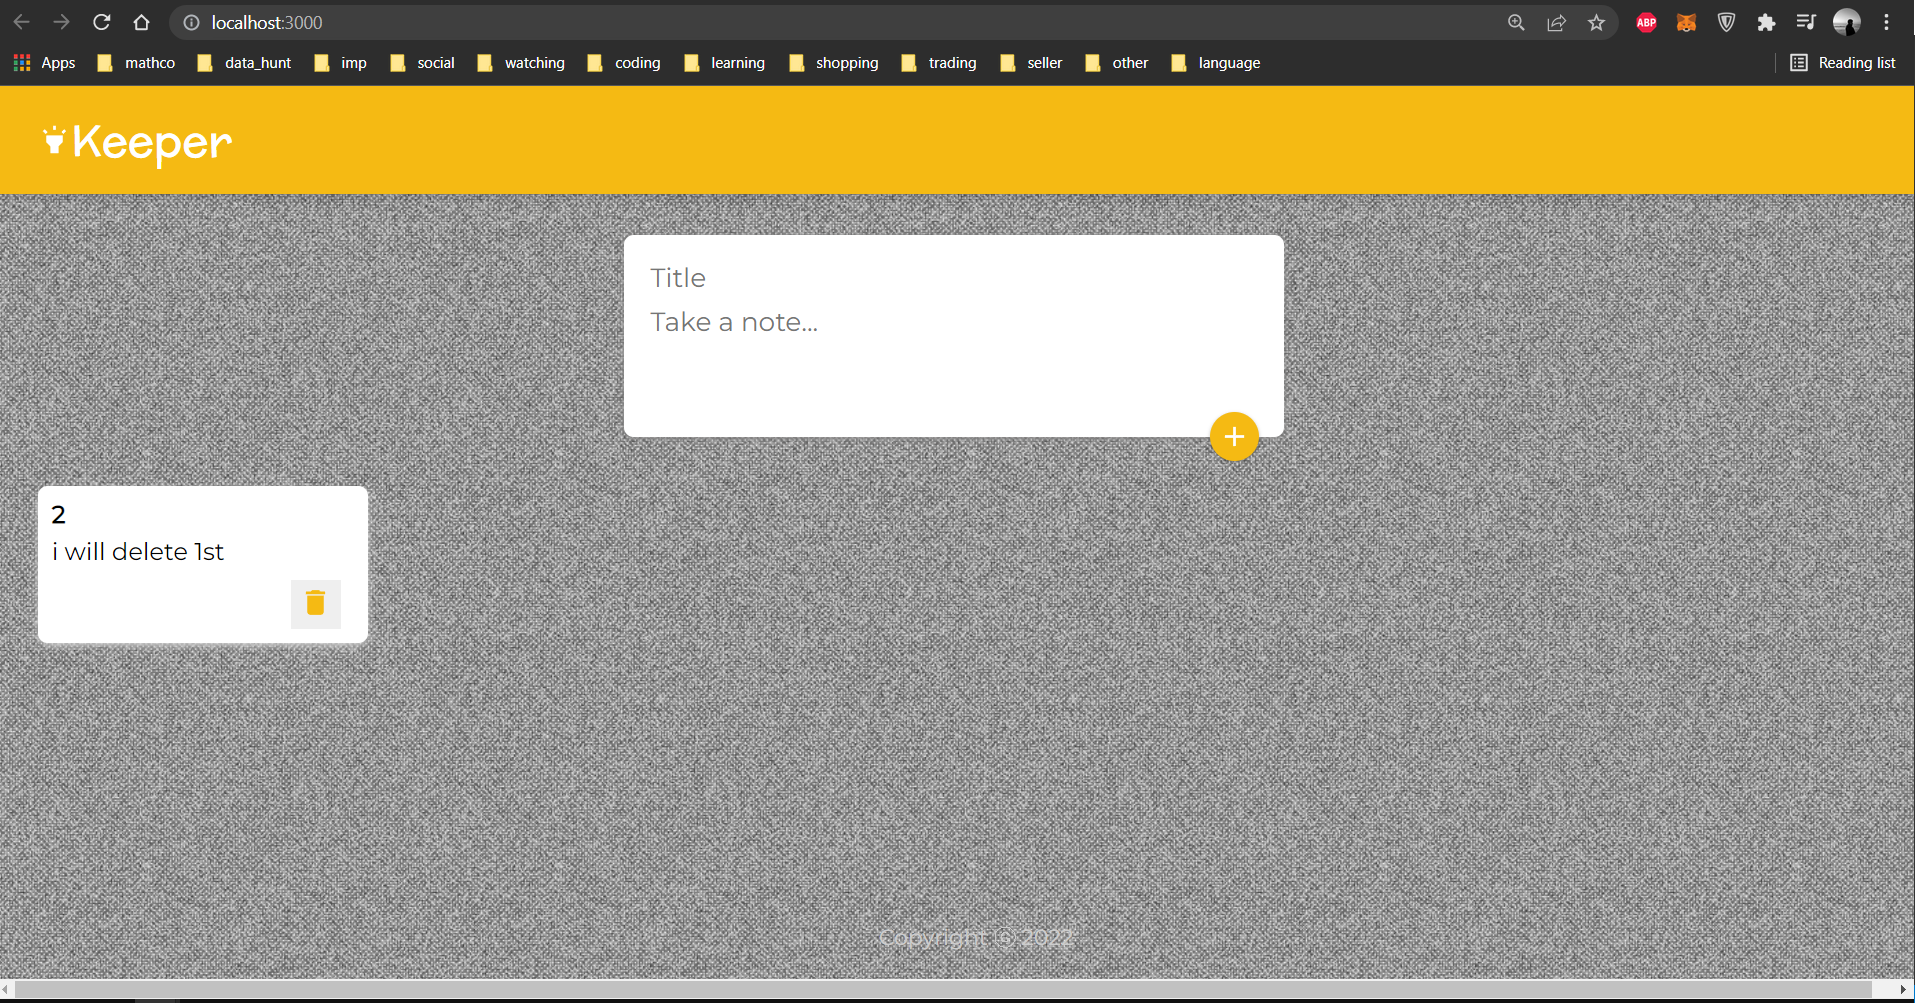 localhost:3000
ABP
Apps mathco data_hunt imp social watching coding learning shopping trading seller other language Reading list
Keeper
Title
Take a note...
2
i will delete 1st
Copyright © 2022